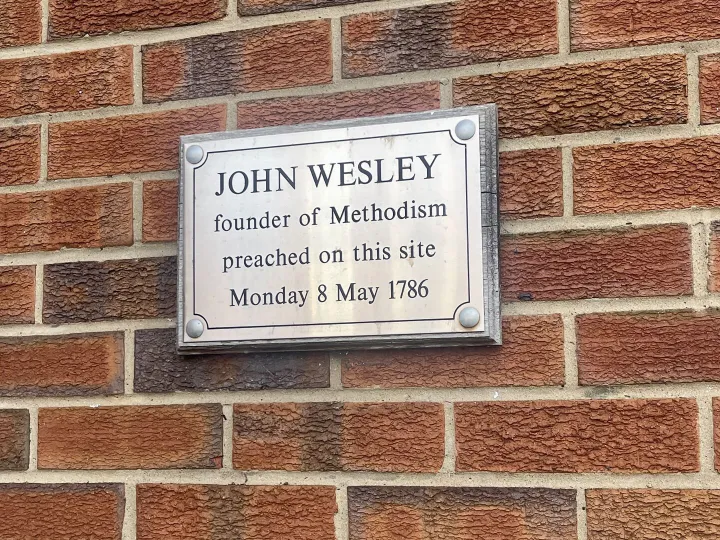 JOHN WESLEY
founder of Methodism
preached on this site
Monday 8 May 1786